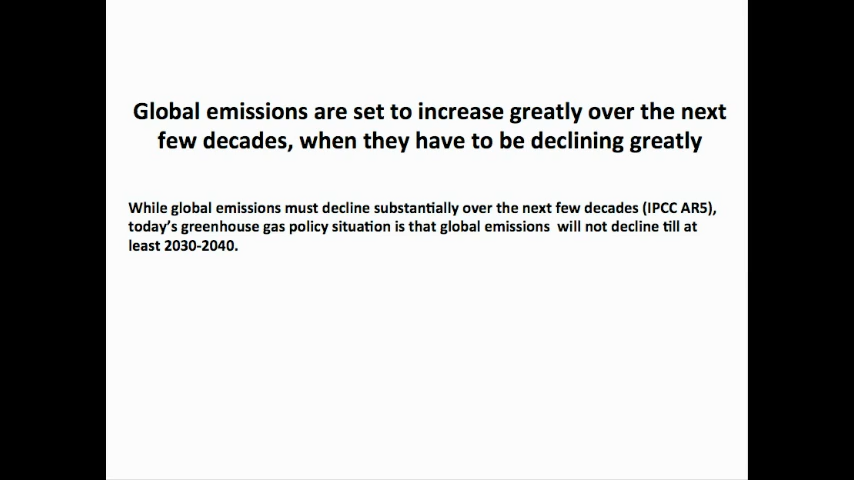 Global emissions are set to increase greatly over the next
few decades, when they have to be declining greatly
While global emissions must decline substantially over the next few decades (IPCC AR5),
today’s greenhouse gas policy situation is that global emissions  will not decline till at
least 2030-2040.